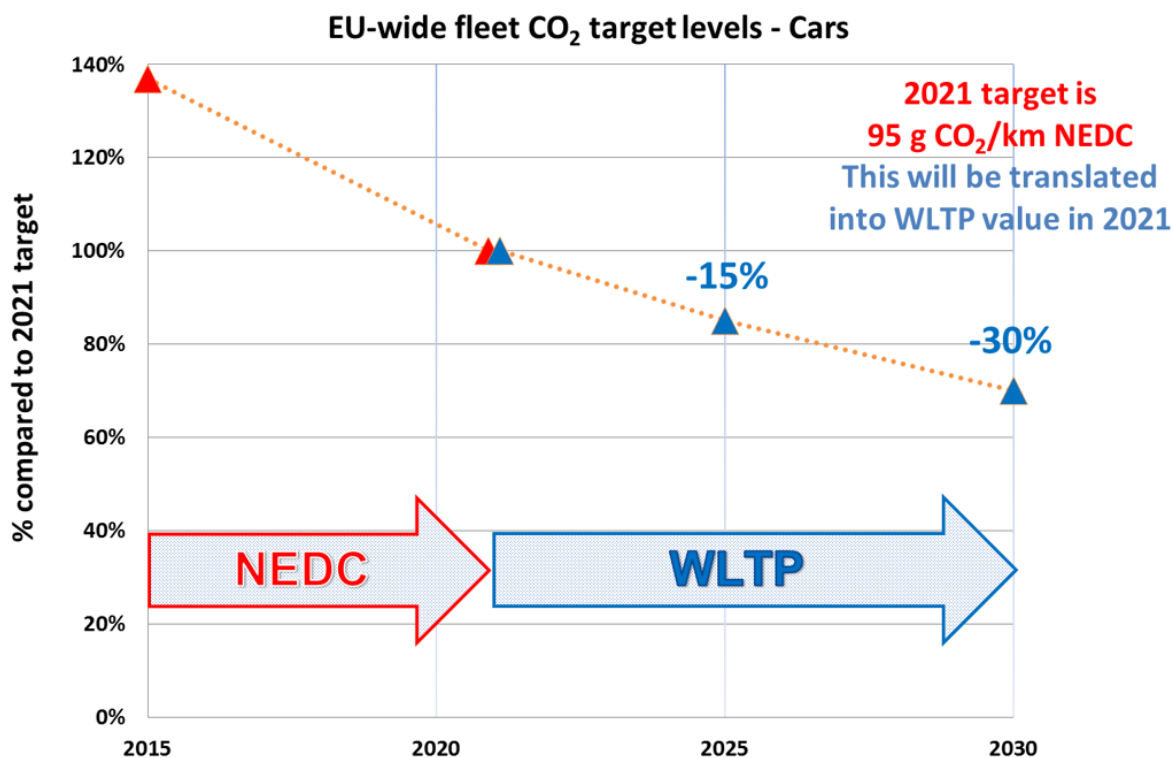 EU-wide fleet CO₂ target levels - Cars
140%
120%
100%
80%
60%
40%
20%
0%
% compared to 2021 target
2021 target is
95 g CO₂/km NEDC
This will be translated
into WLTP value in 2021
-15%
-30%
NEDC
WLTP
2015
2020
2025
2030